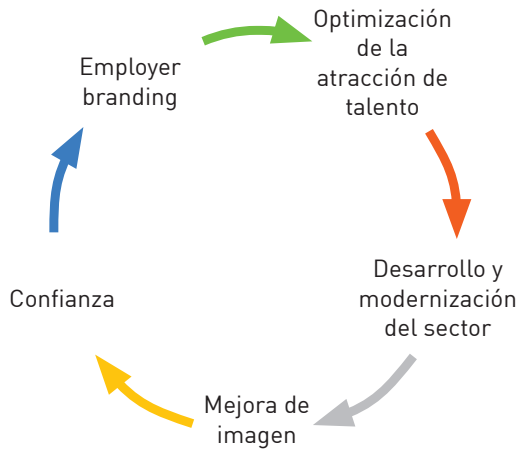 Optimización
de la
atracción de
talento
Employer
branding
Desarrollo y
modernización
del sector
Confianza
Mejora de
imagen